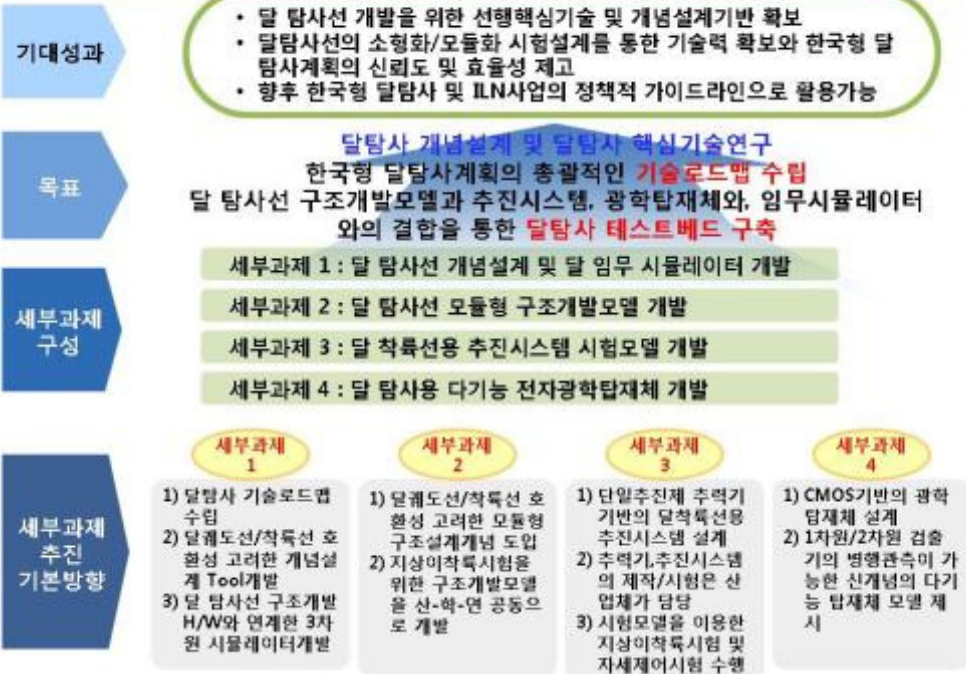 기대성과
• 달 탐사선 개발을 위한 선행핵심기술 및 개념설계기반 확보
• 달탐사선의 소형화/모듈화 시험설계를 통한 기술력 확보와 한국형 달
탐사계획의 신뢰도 및 효율성 제고
• 향후 한국형 달탐사 및 ILN사업의 정책적 가이드라인으로 활용가능
목표
달탐사 개념설계 및 달탐사 핵심기술연구
한국형 달탐사계획의 총괄적인 기술로드맵 수립
달 탐사선 구조개발모델과 추진시스템, 광학탑재체와, 임무시뮬레이터
와의 결합을 통한 달탐사 테스트베드 구축
세부과제
구성
세부과제 1 : 달 탐사선 개념설계 및 달 임무 시뮬레이터 개발
세부과제 2 : 달 탐사선 모듈형 구조개발모델 개발
세부과제 3 : 달 착륙선용 추진시스템 시험모델 개발
세부과제 4 : 달 탐사용 다기능 전자광학탑재체 개발
세부과제
추진
기본방향
세부과제
1
1) 달탐사 기술로드맵
수립
2) 달궤도선/착륙선 호
환성 고려한 개념설
계 Tool개발
3) 달 탐사선 구조개발
H/W와 연계한 3차
원 시뮬레이터개발
세부과제
2
1) 달궤도선/착륙선 호
환성 고려한 모듈형
구조설계개념 도입
2) 지상이착륙시험을
위한 구조개발모델
을 산-학-연 공동으
로 개발
세부과제
3
1) 단일추진제 추력기
기반의 달착륙선용
추진시스템 설계
2) 추력기,추진시스템
의 제작/시험은 산
업체가 담당
3) 시험모델을 이용한
지상이착륙시험 및
자세제어시험 수행
세부과제
4
1) CMOS기반의 광학
탑재체 설계
2) 1차원/2차원 검출
기의 병행관측이 가
능한 신개념의 다기
능 탑재체 모델 제
시